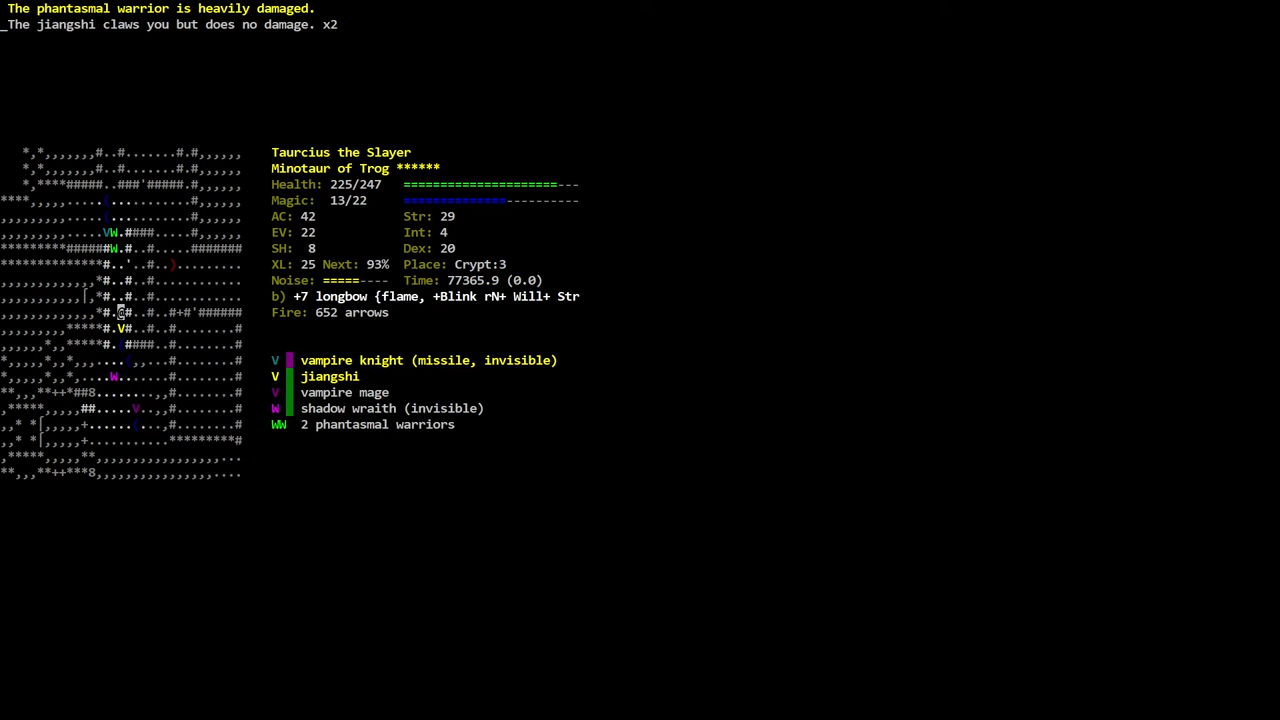 The phantasmal warrior is heavily damaged.
_The jiangshi claws you but does no damage. x2
Taurcius the Slayer
Minotaur of Trog ******
Health: 225/247 =====================---
Magic: 13/22 ==============----------
AC: 42 Str: 29
EV: 22 Int: 4
SH: 8 Dex: 20
XL: 25 Next: 93% Place: Crypt:3
Noise: =====---- Time: 77365.9 (0.0)
b) +7 longbow {flame, +Blink rN+ Will+ Str
Fire: 652 arrows
V vampire knight (missile, invisible)
V jiangshi
V vampire mage
W shadow wraith (invisible)
WW 2 phantasmal warriors